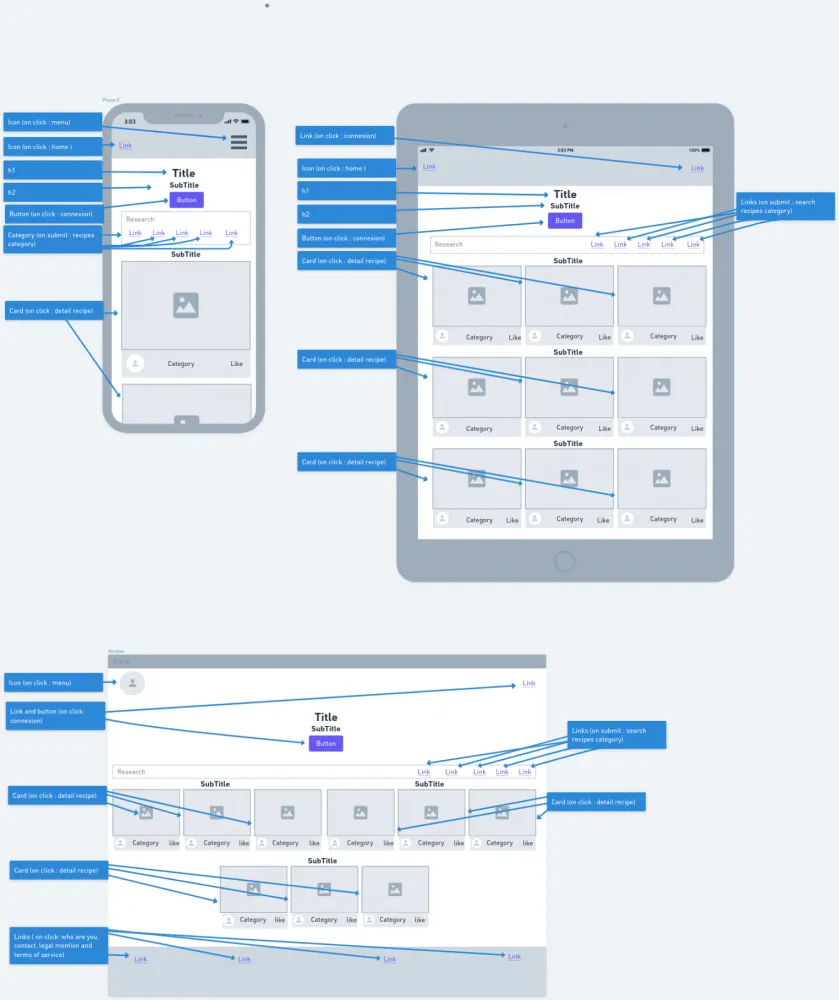 Phone X
3:03
Icon (on click : menu)
Icon (on click : home )
Link
h1
Title
h2
SubTitle
Button (on click : connexion)
Button
Research
Category (on submit : recipes
category)
Link Link Link Link Link
SubTitle
Card (on click : detail recipe)
Category Like
Link (on click : connexion)
3:03 PM 100%
Icon (on click : home )
Link Link
h1
Title
h2
SubTitle
Button (on click : connexion)
Button
Links (on submit : search
recipes category)
Research Link Link Link Link Link
Card (on click : detail recipe)
SubTitle
Category Like Category Like Category Like
Card (on click : detail recipe)
SubTitle
Category Like Category Like Category Like
Card (on click : detail recipe)
SubTitle
Category Like Category Like Category Like
Window
Icon (on click : menu)
Link
Link and button (on click:
connexion)
Title
SubTitle
Button
Links (on submit : search
recipes category)
Research Link Link Link Link Link
SubTitle SubTitle
Card (on click : detail recipe)
Card (on click : detail recipe)
Category like Category like Category like Category like Category like Category like
SubTitle
Card (on click : detail recipe)
Category like Category like Category like
Links ( on click: who are you,
contact, legal mention and
terms of service)
Link Link Link Link